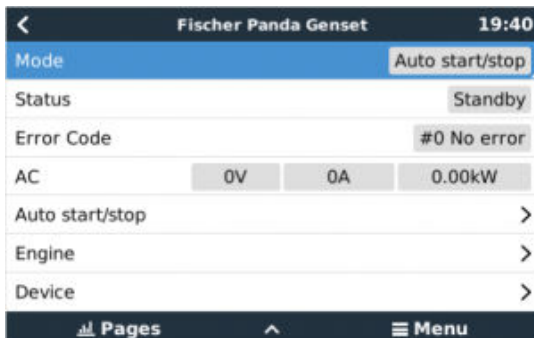 Fischer Panda Genset 19:40
Mode Auto start/stop
Status Standby
Error Code #0 No error
AC 0V 0A 0.00kW
Auto start/stop
Engine
Device
Pages Menu